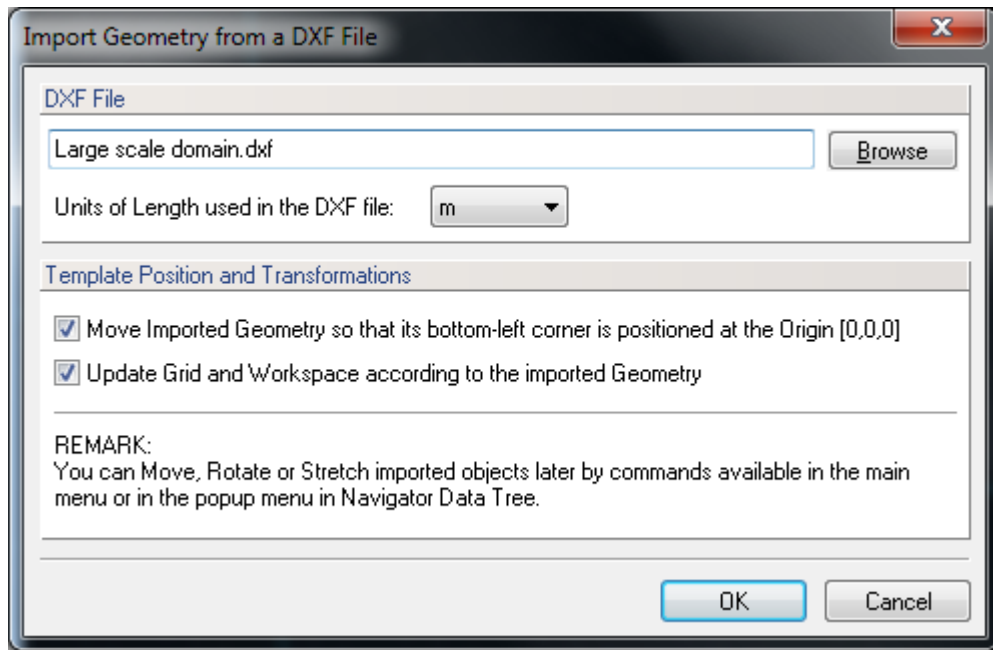 Import Geometry from a DXF File
DXF File
Large scale domain.dxf
Browse
Units of Length used in the DXF file:
m
Template Position and Transformations
Move Imported Geometry so that its bottom-left corner is positioned at the Origin [0,0,0]
Update Grid and Workspace according to the imported Geometry
REMARK:
You can Move, Rotate or Stretch imported objects later by commands available in the main
menu or in the popup menu in Navigator Data Tree.
OK
Cancel